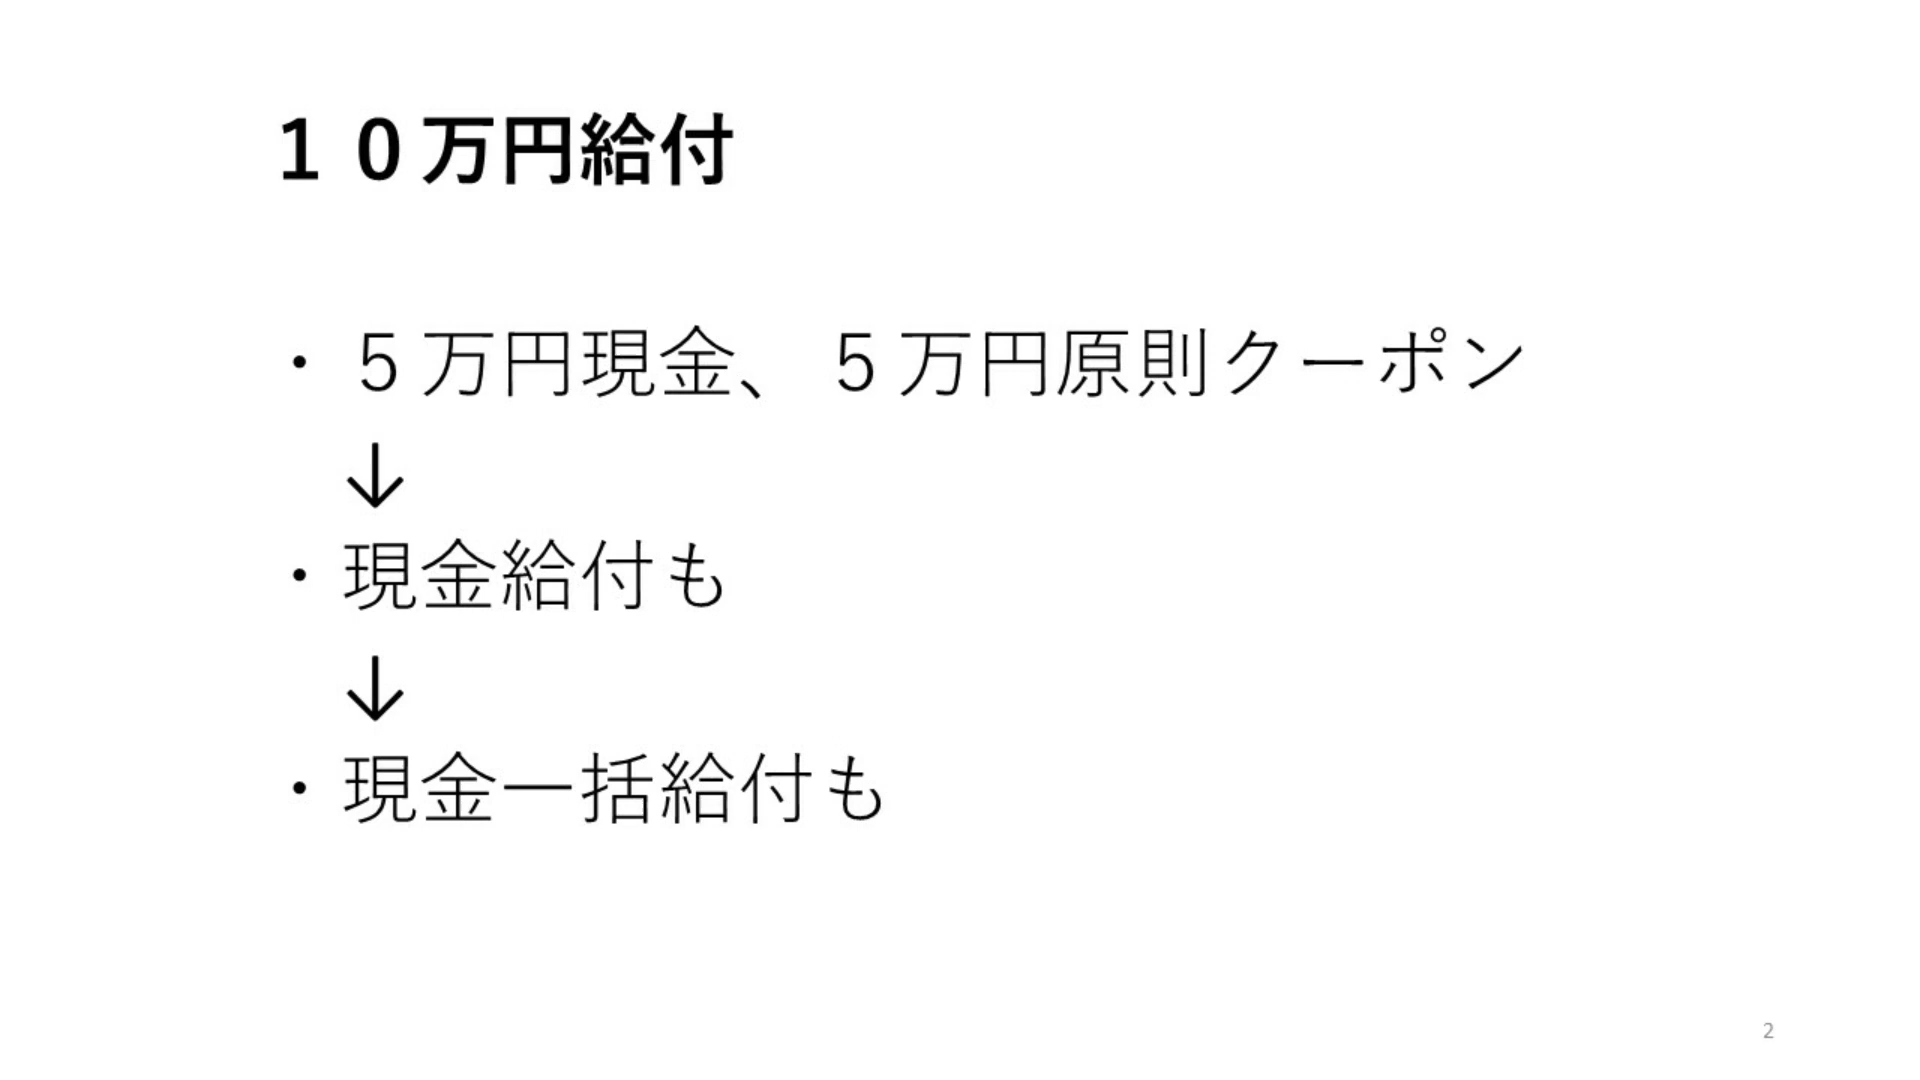 １０万円給付
・５万円現金、５万円原則クーポン
↓
・現金給付も
↓
・現金一括給付も
2